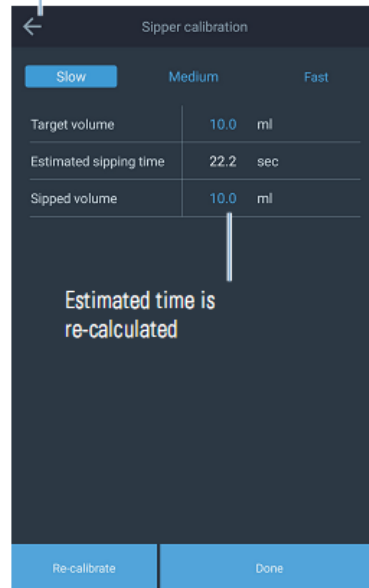 Sipper calibration
Slow Medium Fast
Target volume 10.0 ml
Estimated sipping time 22.2 sec
Sipped volume 10.0 ml
Estimated time is
re-calculated
Re-calibrate Done